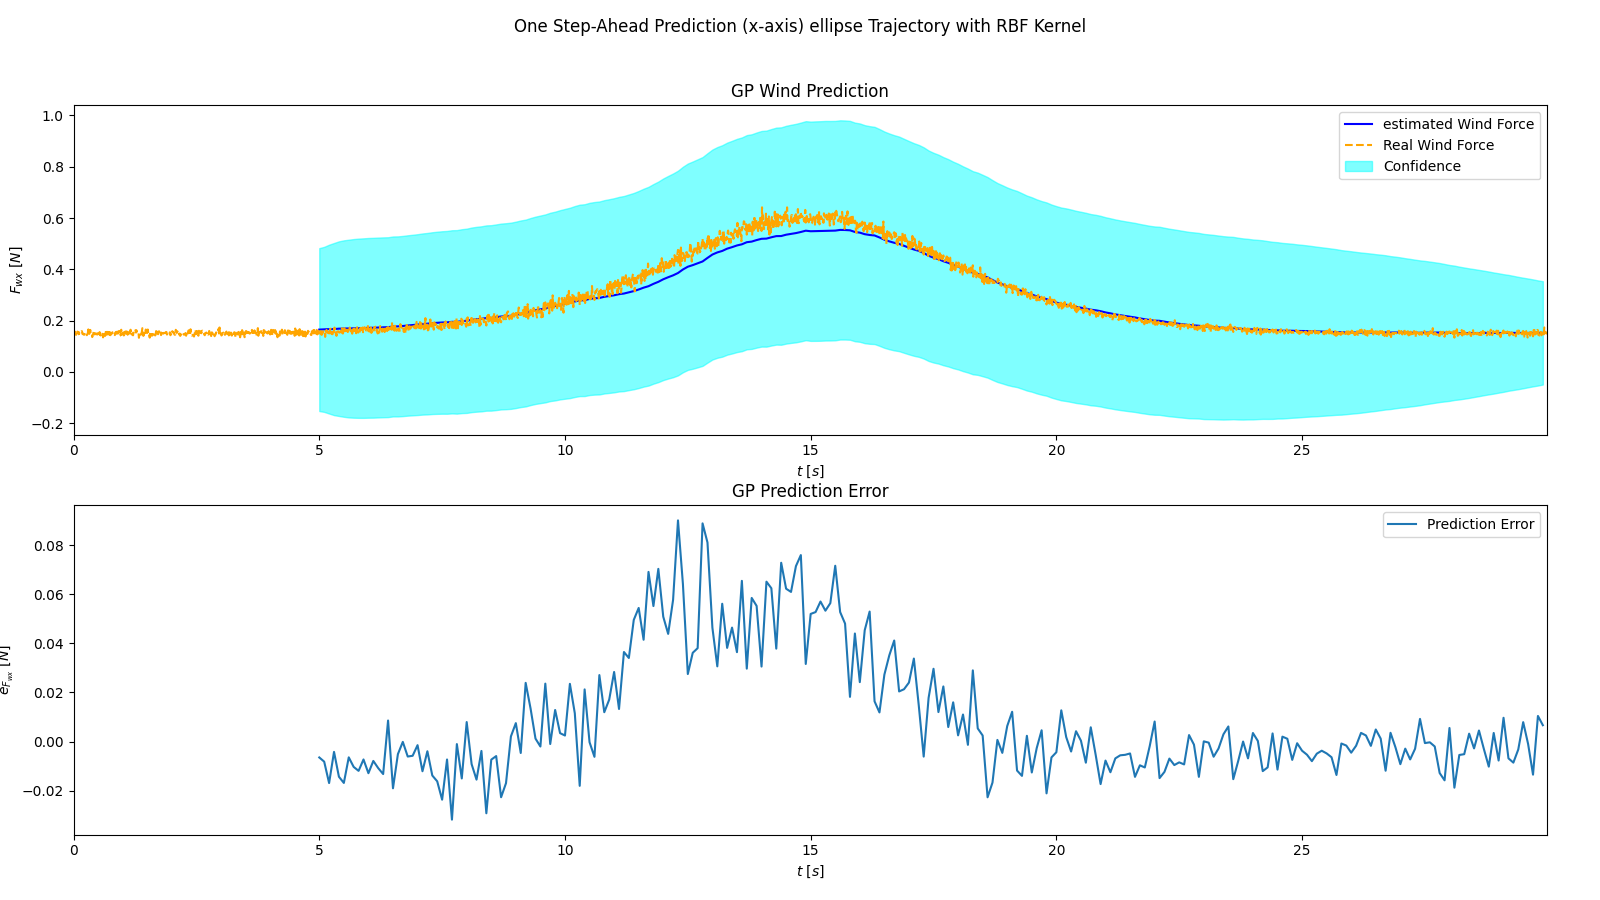 One Step-Ahead Prediction (x-axis) ellipse Trajectory with RBF Kernel
GP Wind Prediction
1.0
0.8
0.6
0.4
0.2
0.0
−0.2
F_wx [N]
estimated Wind Force
Real Wind Force
Confidence
0 5 10 15 20 25
t [s]
GP Prediction Error
0.08
0.06
0.04
0.02
0.00
−0.02
e_F_wx [N]
Prediction Error
0 5 10 15 20 25
t [s]